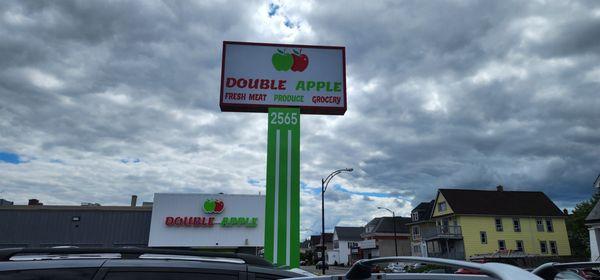 DOUBLE APPLE
FRESH MEAT PRODUCE GROCERY
2565
DOUBLE APPLE